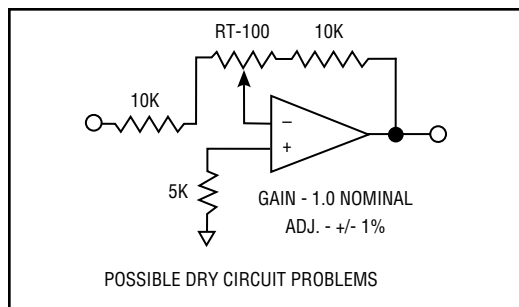 RT-100 10K
10K
−
+
5K
GAIN - 1.0 NOMINAL
ADJ. - +/- 1%
POSSIBLE DRY CIRCUIT PROBLEMS